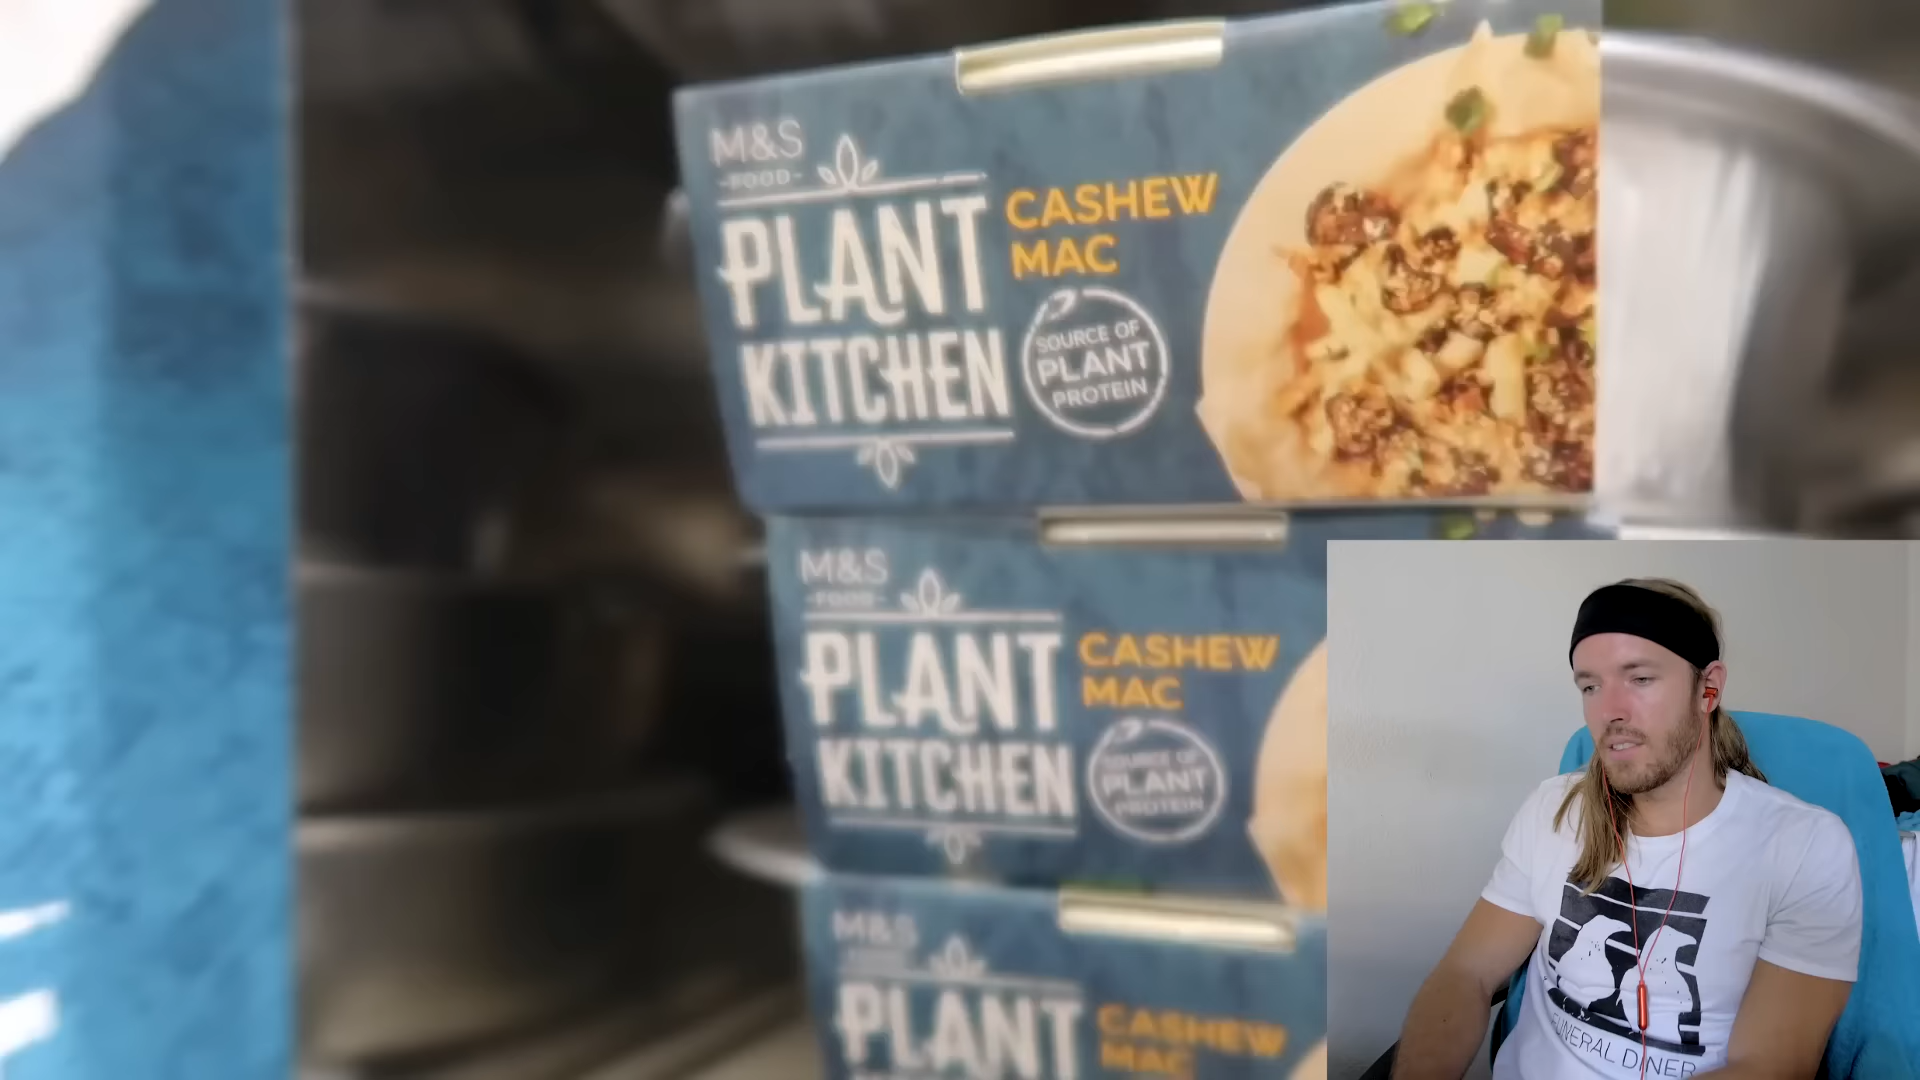 M&S
-FOOD-
PLANT
KITCHEN
CASHEW
MAC
SOURCE OF
PLANT
PROTEIN
M&S
-FOOD-
PLANT
KITCHEN
CASHEW
MAC
SOURCE OF
PLANT
PROTEIN
M&S
PLANT
CASHEW
MAC
FUNERAL DINER